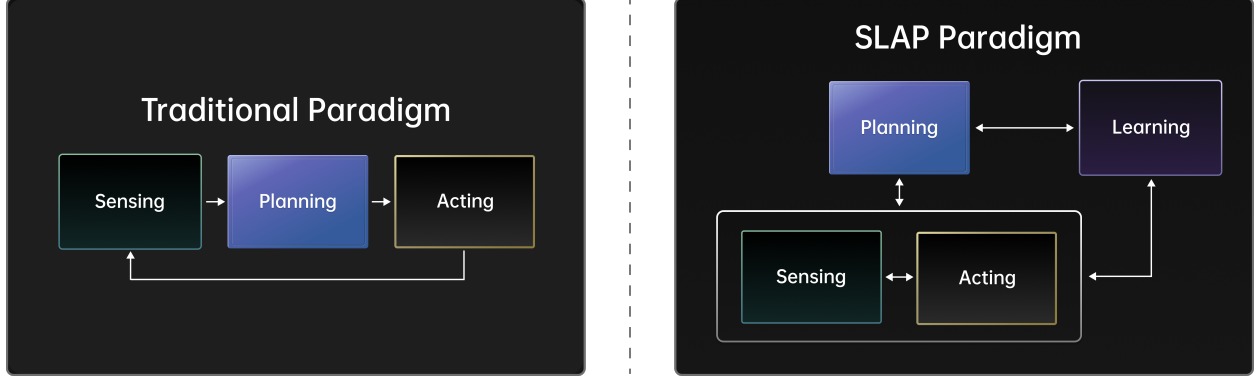 Traditional Paradigm
Sensing
Planning
Acting
SLAP Paradigm
Planning
Learning
Sensing
Acting